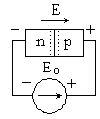 E
− n p +
E₀
− +